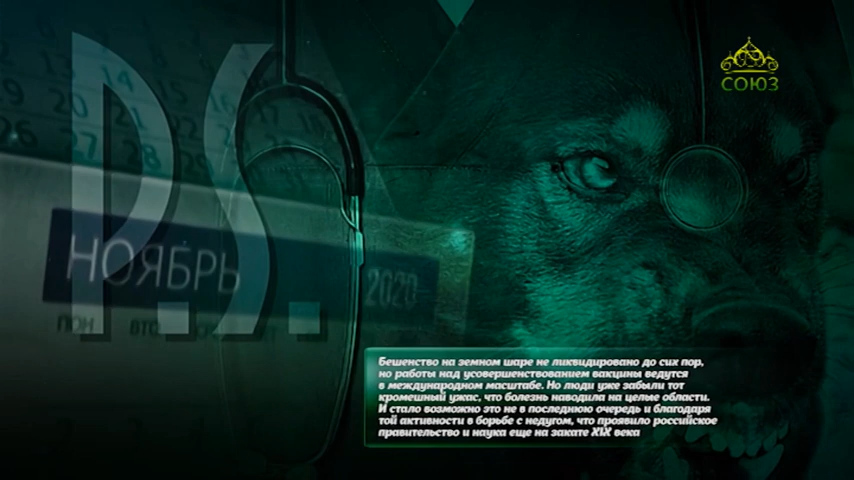 P.S.
СОЮЗ
НОЯБРЬ 2020
ПОН ВТО
Бешенство на земном шаре не ликвидировано до сих пор,
но работы над усовершенствованием вакцины ведутся
в международном масштабе. Но люди уже забыли тот
кромешный ужас, что болезнь наводила на целые области.
И стало возможно это не в последнюю очередь и благодаря
той активности в борьбе с недугом, что проявило российское
правительство и наука еще на закате XIX века